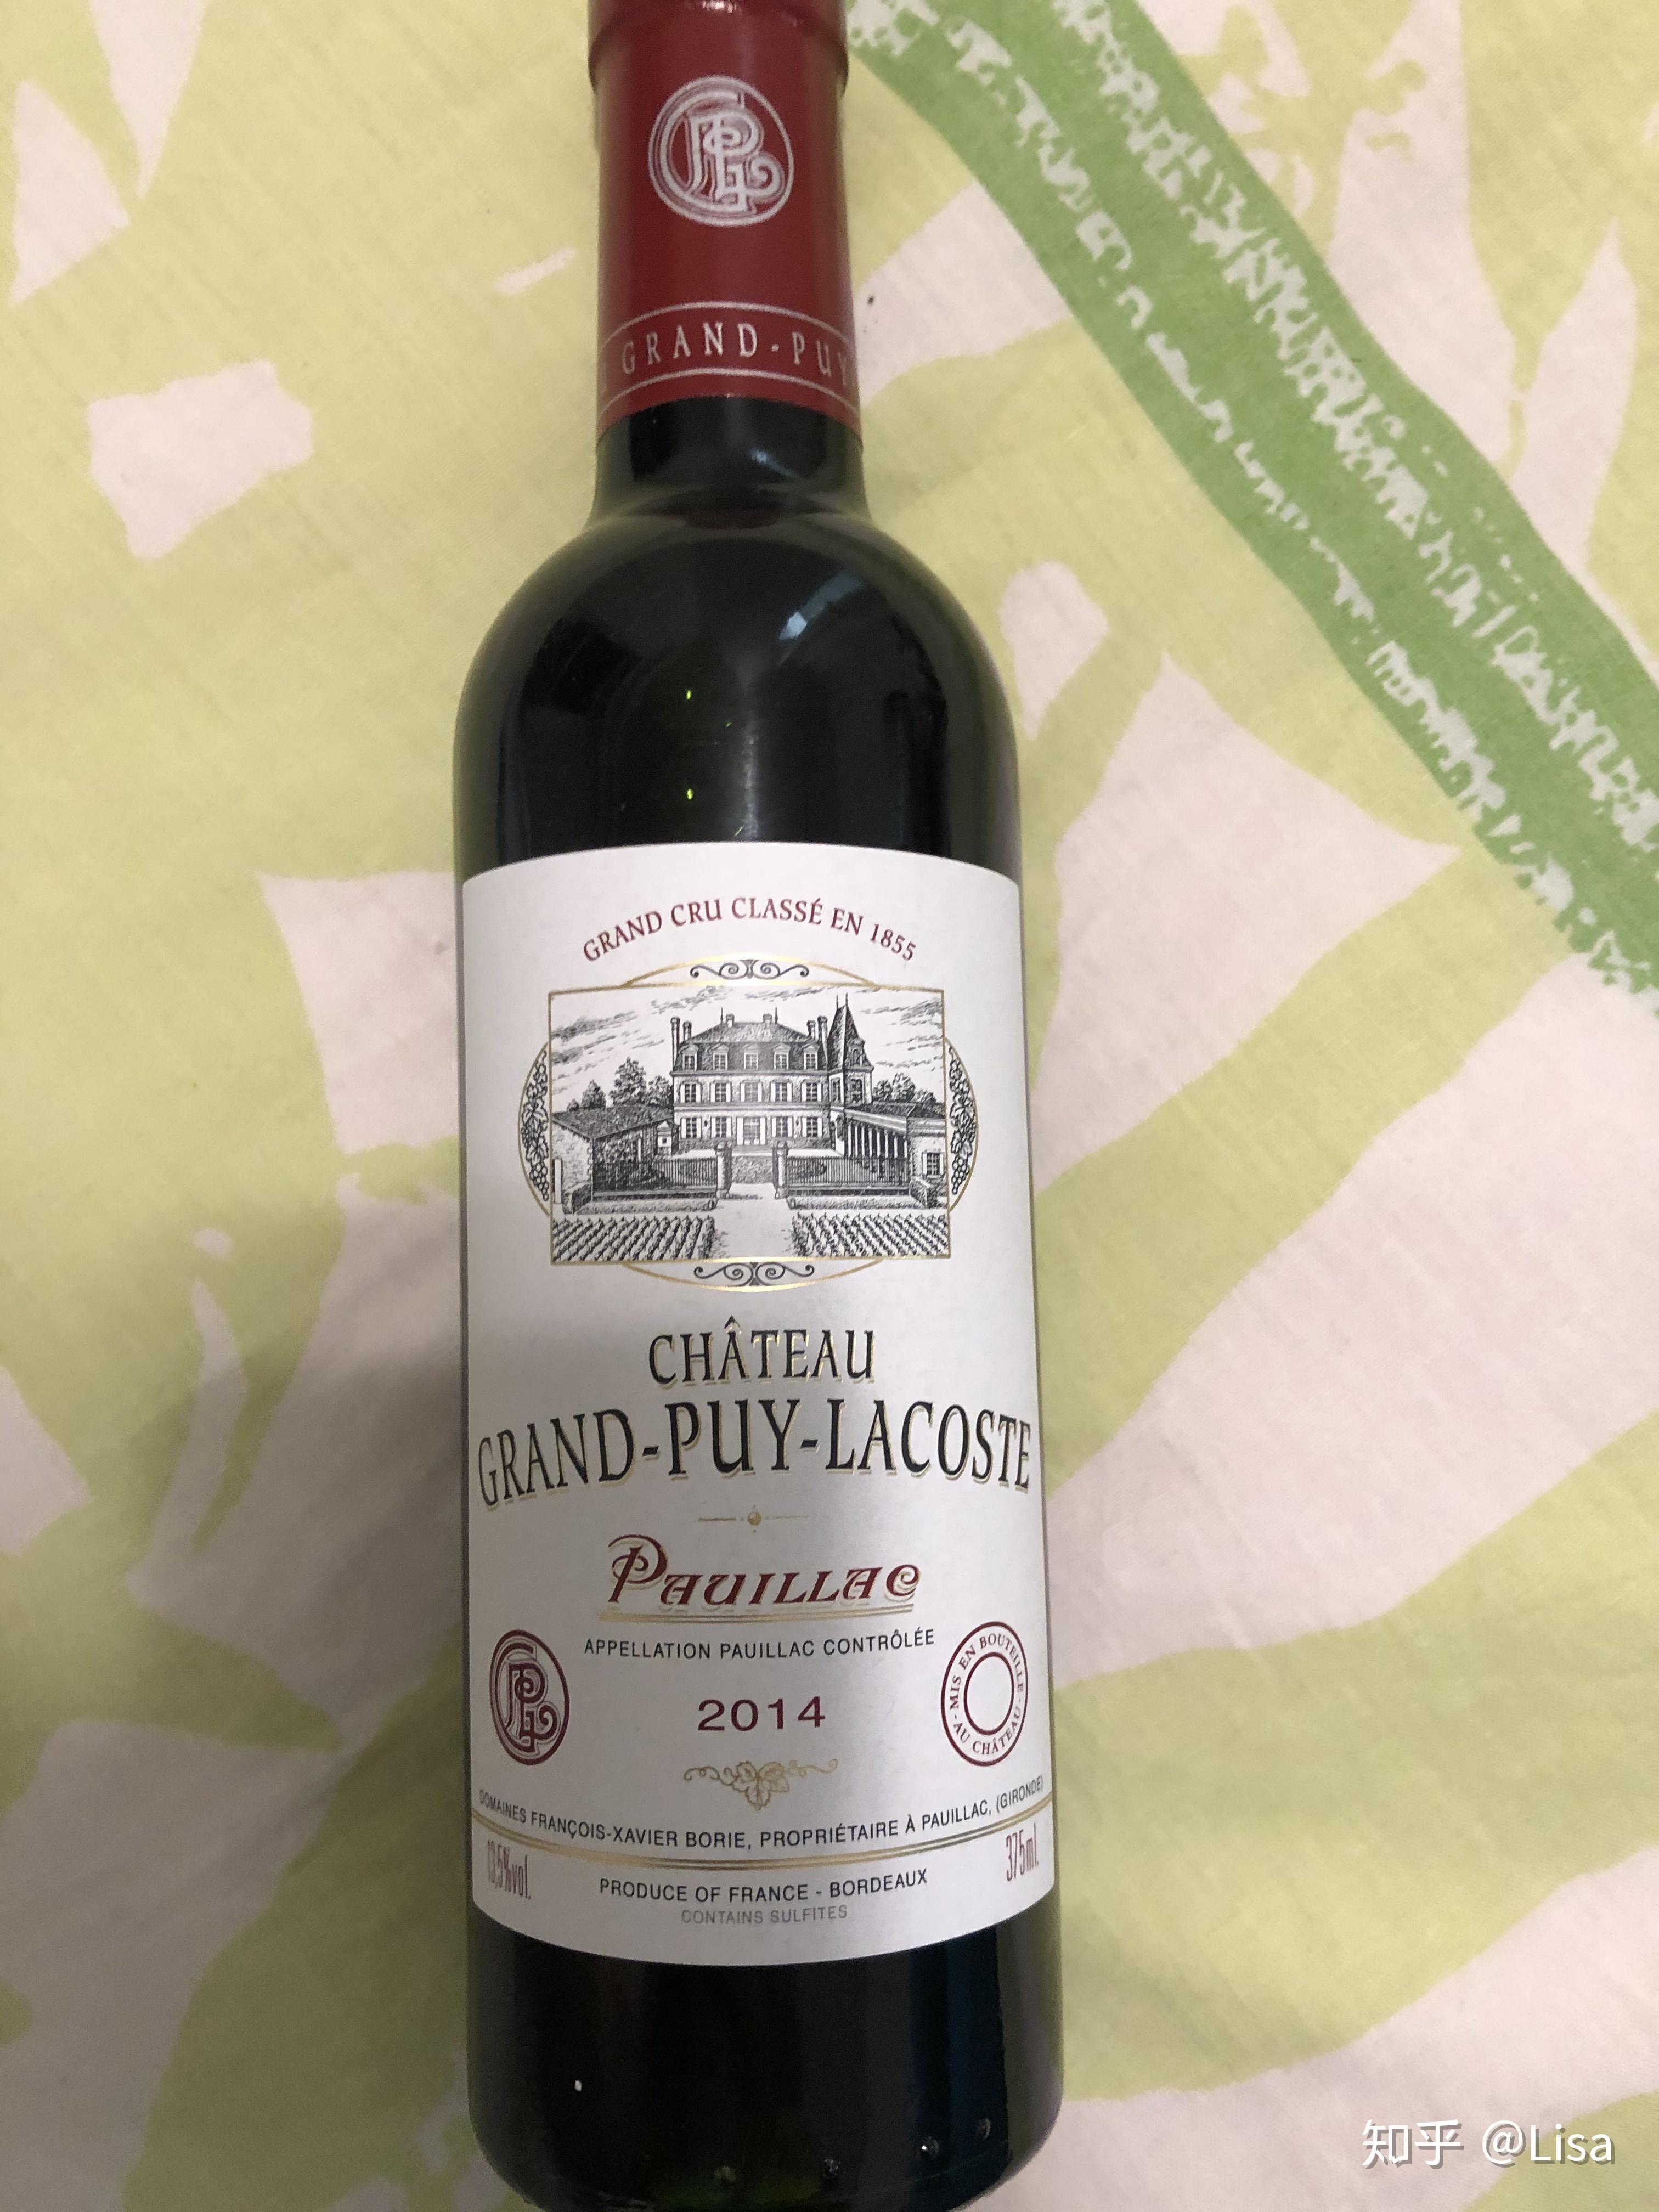 GPL
GRAND-PUY
GRAND CRU CLASSÉ EN 1855
CHÂTEAU
GRAND-PUY-LACOSTE
PAUILLAC
APPELLATION PAUILLAC CONTRÔLÉE
GPL
2014
MIS EN BOUTEILLE - AU CHÂTEAU -
DOMAINES FRANÇOIS-XAVIER BORIE, PROPRIÉTAIRE À PAUILLAC, (GIRONDE)
13,5%vol.
375ml.
PRODUCE OF FRANCE - BORDEAUX
CONTAINS SULFITES
知乎 @Lisa